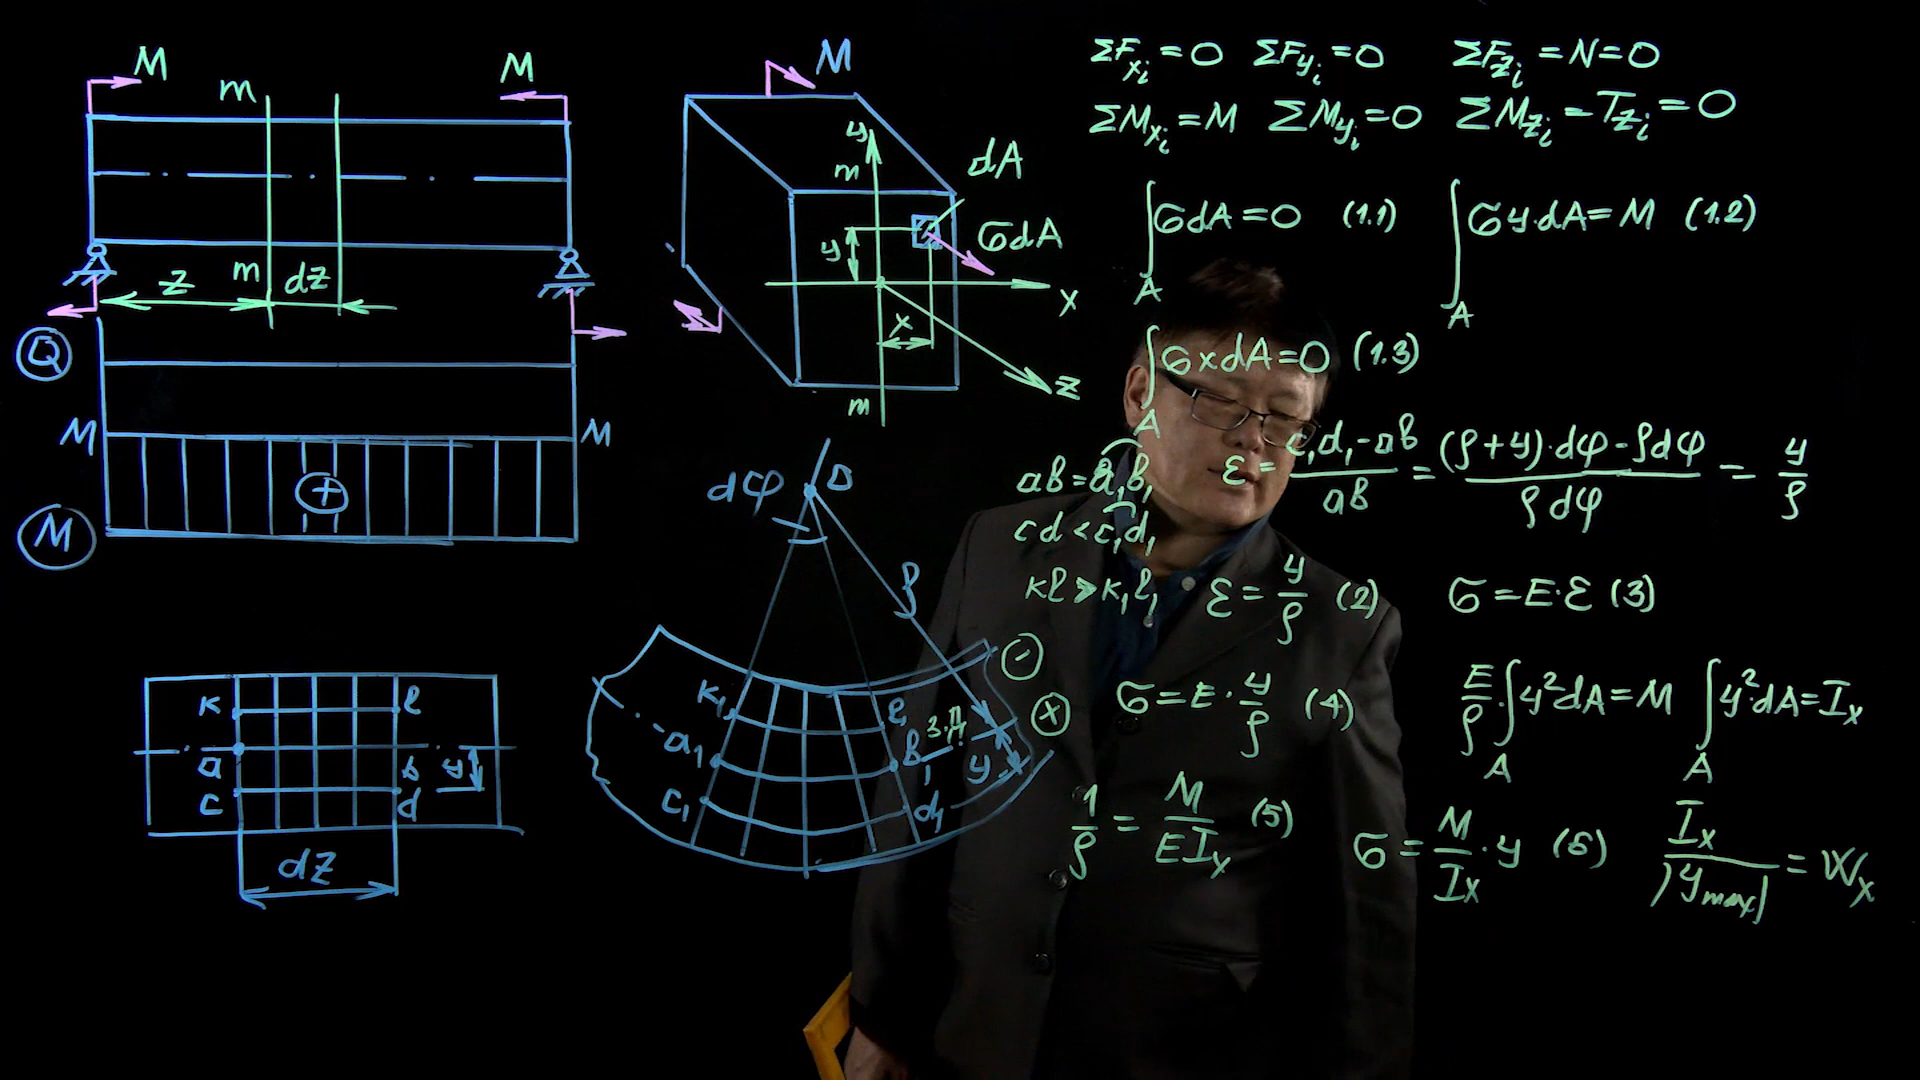 M M
m
m
z dz
Q
M M
+
M
к l
a b y
c d
dz
M
y
m
dA
σdA
y
x
x
z
m
dφ O
ρ
-
+
к₁ l₁
a₁ b₁ з.д y
c₁ d₁
ΣFxᵢ=0 ΣFyᵢ=0 ΣFzᵢ=N=0
ΣMxᵢ=M ΣMyᵢ=0 ΣMzᵢ=Tzᵢ=0
∫σdA=0 (1.1) ∫σy·dA=M (1.2)
A A
∫σxdA=0 (1.3)
A
ab=a₁b₁ ε=(c₁d₁-ab)/ab=((ρ+y)·dφ-ρdφ)/ρdφ=y/ρ
cd<c₁d₁
кl>к₁l₁ ε=y/ρ (2) σ=E·ε (3)
σ=E·y/ρ (4) E/ρ·∫y²dA=M ∫y²dA=Ix
A A
1/ρ=M/EIx (5) σ=M/Ix·y (6) Ix/|ymax|=Wx